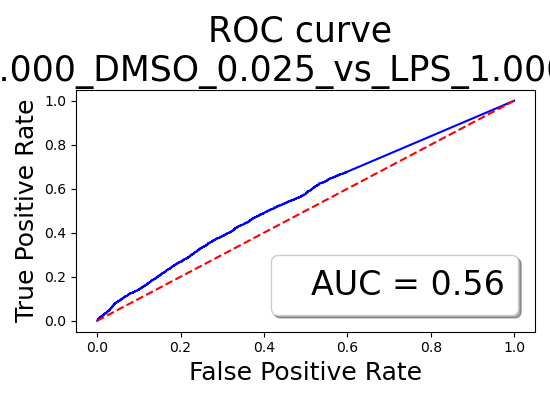 ROC curve
.000_DMSO_0.025_vs_LPS_1.000
True Positive Rate
1.0
0.8
0.6
0.4
0.2
0.0
AUC = 0.56
0.0 0.2 0.4 0.6 0.8 1.0
False Positive Rate